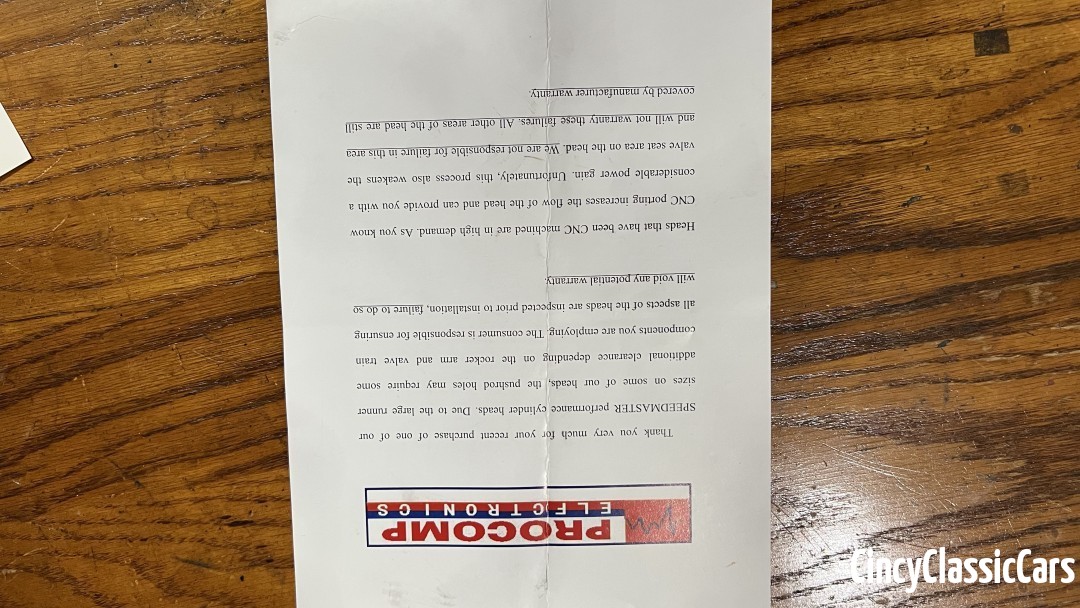 PROCOMP
ELECTRONICS
Thank you very much for your recent purchase of one of our
SPEEDMASTER performance cylinder heads. Due to the large runner
sizes on some of our heads, the pushrod holes may require some
additional clearance depending on the rocker arm and valve train
components you are employing. The consumer is responsible for ensuring
all aspects of the heads are inspected prior to installation, failure to do so
will void any potential warranty.
Heads that have been CNC machined are in high demand. As you know
CNC porting increases the flow of the head and can provide you with a
considerable power gain. Unfortunately, this process also weakens the
valve seat area on the head. We are not responsible for failure in this area
and will not warranty these failures. All other areas of the head are still
covered by manufacturer warranty.
CincyClassicCars